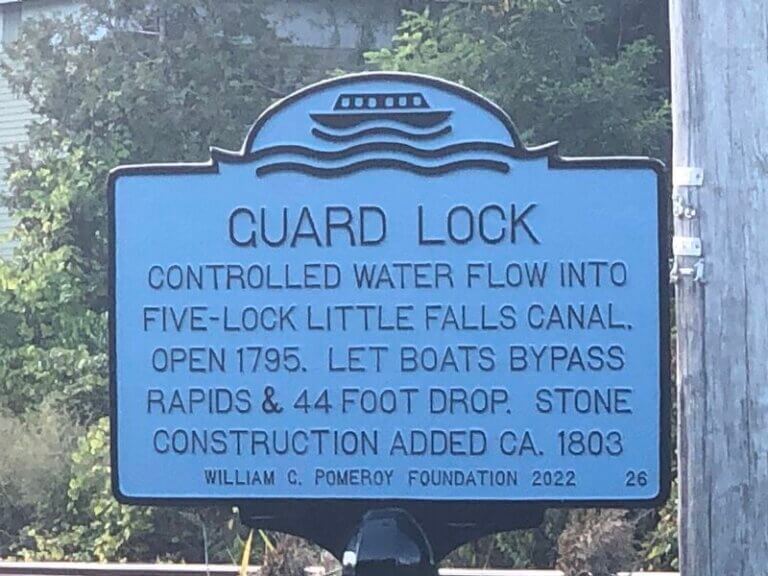 GUARD LOCK
CONTROLLED WATER FLOW INTO
FIVE-LOCK LITTLE FALLS CANAL.
OPEN 1795. LET BOATS BYPASS
RAPIDS & 44 FOOT DROP. STONE
CONSTRUCTION ADDED CA. 1803
WILLIAM C. POMEROY FOUNDATION 2022 26